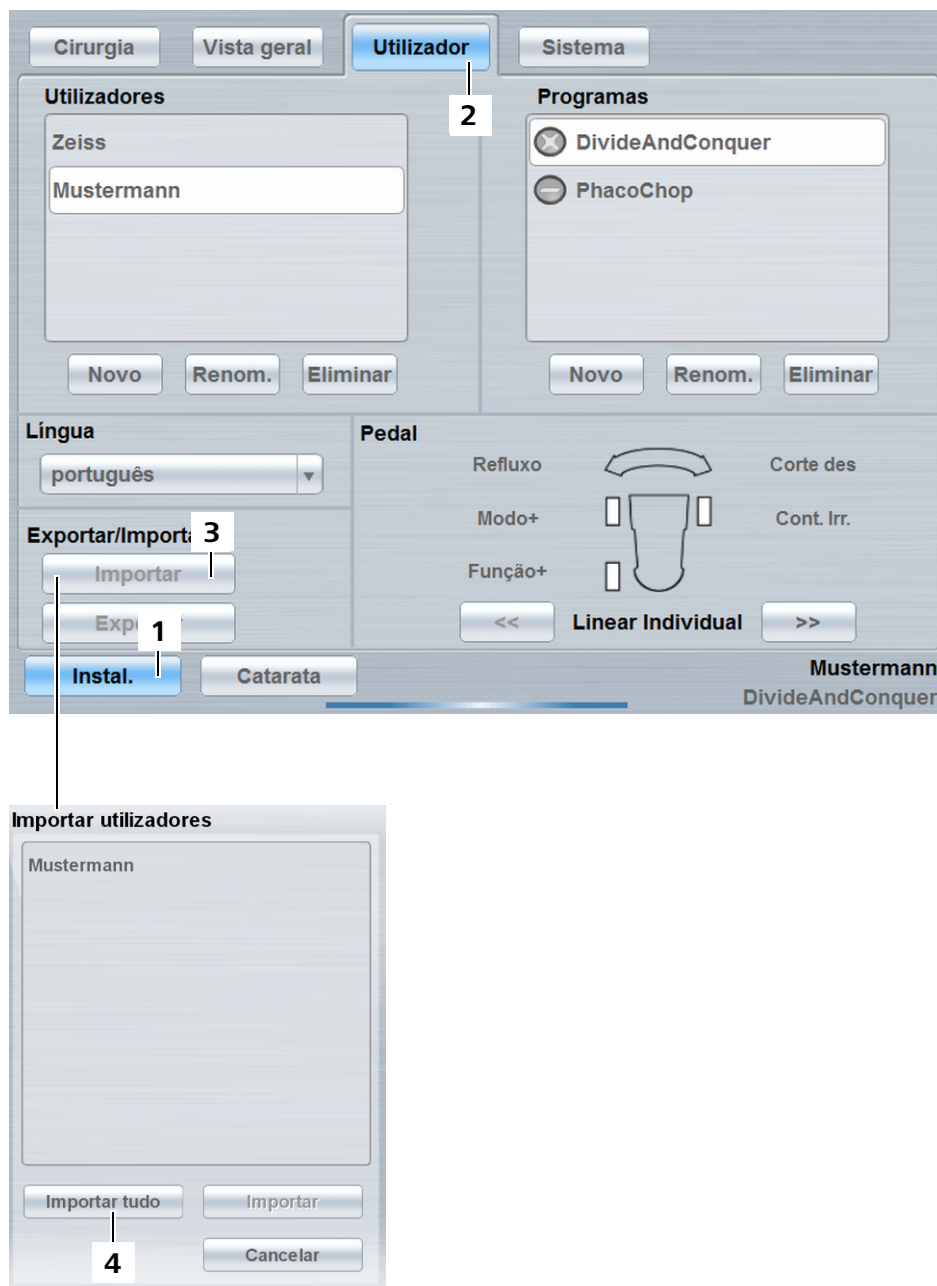 Cirurgia Vista geral Utilizador Sistema
2
Utilizadores Programas
Zeiss DivideAndConquer
Mustermann PhacoChop
Novo Renom. Eliminar Novo Renom. Eliminar
Língua Pedal
português Refluxo Corte des
Modo+ Cont. Irr.
Exportar/Importa 3
Importar Função+
<< Linear Individual >>
Exp 1 r
Instal. Catarata Mustermann
DivideAndConquer
Importar utilizadores
Mustermann
Importar tudo Importar
4 Cancelar